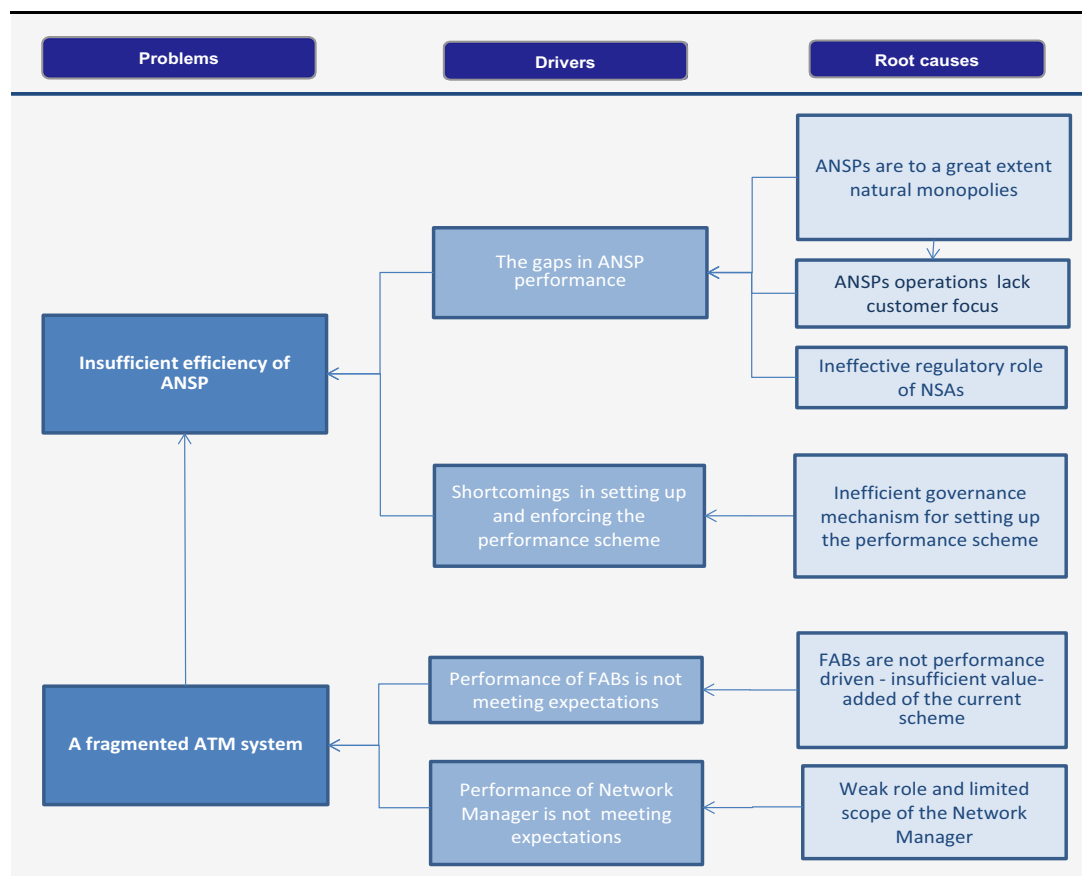 Problems
Drivers
Root causes
ANSPs are to a great extent
natural monopolies
The gaps in ANSP
performance
ANSPs operations lack
customer focus
Insufficient efficiency of
ANSP
Ineffective regulatory role
of NSAs
Shortcomings in setting up
and enforcing the
performance scheme
Inefficient governance
mechanism for setting up
the performance scheme
FABs are not performance
driven - insufficient value-
added of the current
scheme
Performance of FABs is not
meeting expectations
A fragmented ATM system
Performance of Network
Manager is not meeting
expectations
Weak role and limited
scope of the Network
Manager